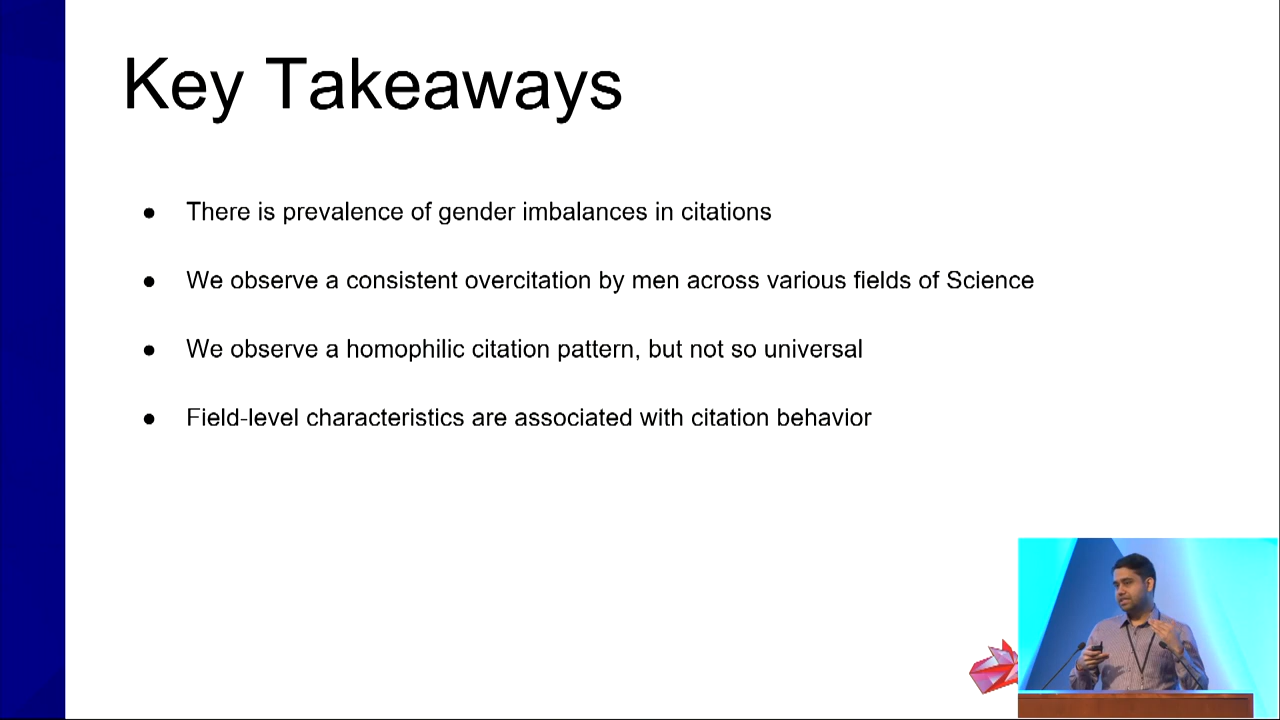 Key Takeaways
● There is prevalence of gender imbalances in citations
● We observe a consistent overcitation by men across various fields of Science
● We observe a homophilic citation pattern, but not so universal
● Field-level characteristics are associated with citation behavior